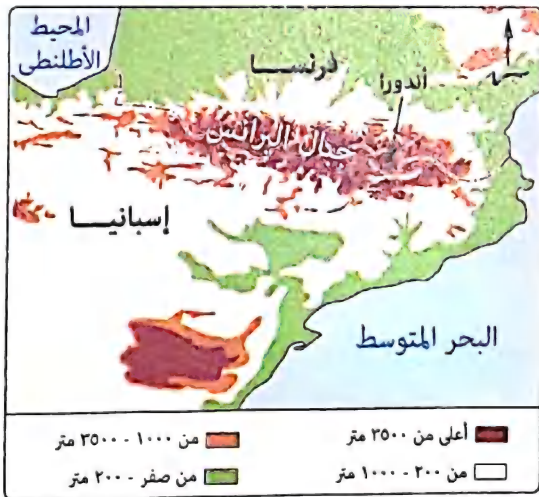 المحيط
الأطلنطى
فرنسا
أندورا
جبال البرانس
إسبانيا
البحر المتوسط
أعلى من ٣٥٠٠ متر
من ١٠٠٠ - ٣٥٠٠ متر
من ٢٠٠ - ١٠٠٠ متر
من صفر - ٢٠٠ متر